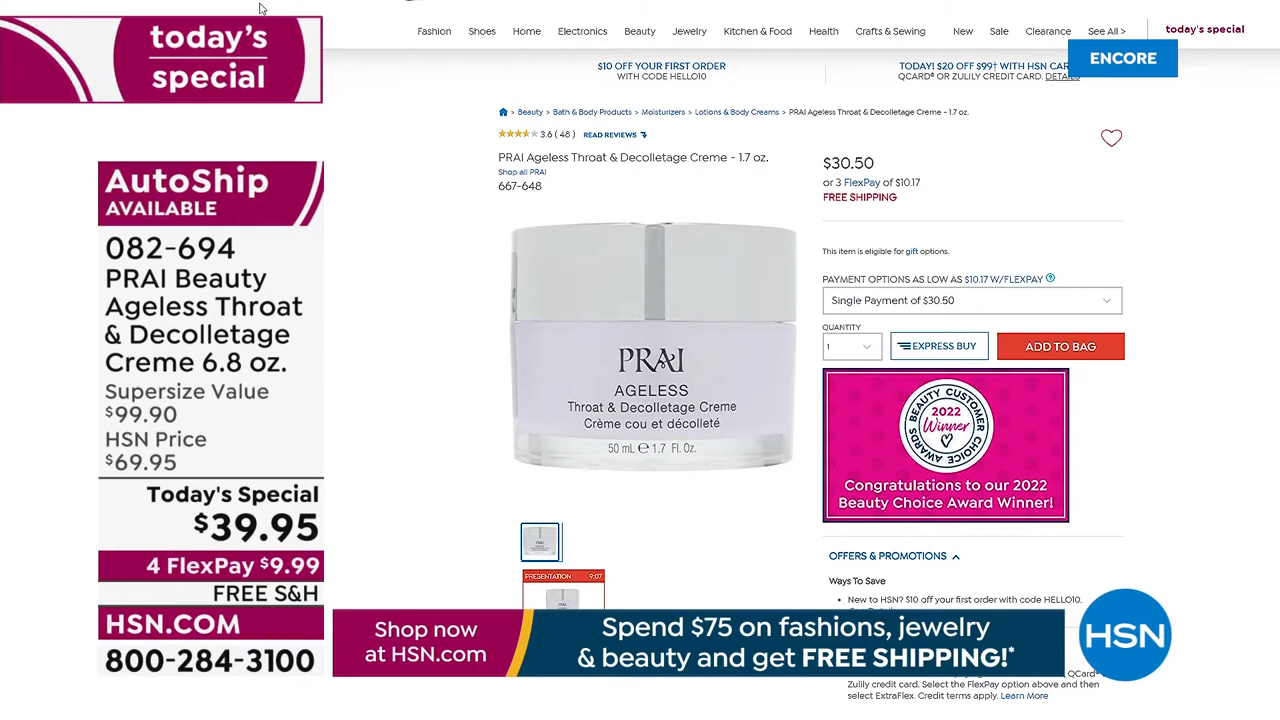 today's
special
Fashion Shoes Home Electronics Beauty Jewelry Kitchen & Food Health Crafts & Sewing New Sale Clearance See All > today's special
ENCORE
$10 OFF YOUR FIRST ORDER
WITH CODE HELLO10
TODAY! $20 OFF $99† WITH HSN CAR
QCARD® OR ZULILY CREDIT CARD. DETAILS
> Beauty > Bath & Body Products > Moisturizers > Lotions & Body Creams > PRAI Ageless Throat & Decolletage Creme - 1.7 oz.
3.6 ( 48 ) READ REVIEWS
PRAI Ageless Throat & Decolletage Creme - 1.7 oz.
Shop all PRAI
667-648
$30.50
or 3 FlexPay of $10.17
FREE SHIPPING
This item is eligible for gift options.
PAYMENT OPTIONS AS LOW AS $10.17 W/FLEXPAY ?
Single Payment of $30.50
QUANTITY
1
EXPRESS BUY
ADD TO BAG
BEAUTY CUSTOMER CHOICE AWARDS
2022
Winner
Congratulations to our 2022
Beauty Choice Award Winner!
OFFERS & PROMOTIONS
Ways To Save
• New to HSN? $10 off your first order with code HELLO10.
QCard®
Zulily credit card. Select the FlexPay option above and then
select ExtraFlex. Credit terms apply. Learn More
PRAI
AGELESS
Throat & Decolletage Creme
Crème cou et décolleté
50 mL ℮ 1.7 Fl. Oz.
PRAI
PRESENTATION 9:07
AutoShip
AVAILABLE
082-694
PRAI Beauty
Ageless Throat
& Decolletage
Creme 6.8 oz.
Supersize Value
$99.90
HSN Price
$69.95
Today's Special
$39.95
4 FlexPay $9.99
FREE S&H
HSN.COM
800-284-3100
Shop now
at HSN.com
Spend $75 on fashions, jewelry
& beauty and get FREE SHIPPING!*
HSN